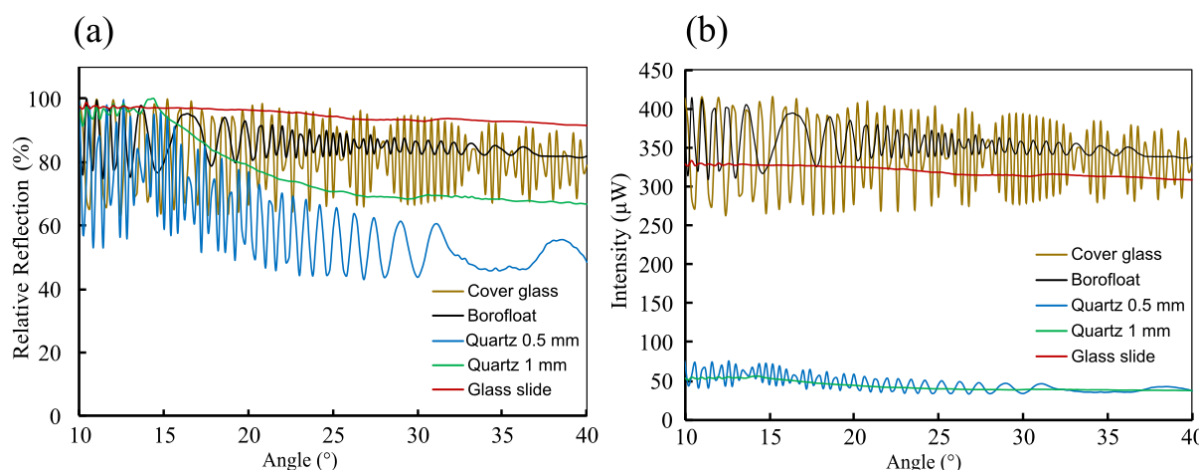 (a)
Relative Reflection (%)
100
80
60
40
20
0
10
15
20
25
30
35
40
Angle (°)
Cover glass
Borofloat
Quartz 0.5 mm
Quartz 1 mm
Glass slide
(b)
Intensity (µW)
450
400
350
300
250
200
150
100
50
0
10
15
20
25
30
35
40
Angle (°)
Cover glass
Borofloat
Quartz 0.5 mm
Quartz 1 mm
Glass slide